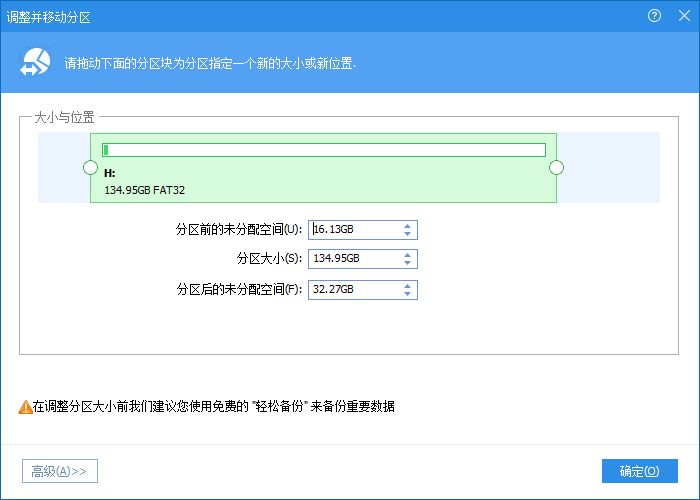 调整并移动分区
请拖动下面的分区块为分区指定一个新的大小或新位置.
大小与位置
H:
134.95GB FAT32
分区前的未分配空间(U): 16.13GB
分区大小(S): 134.95GB
分区后的未分配空间(F): 32.27GB
在调整分区大小前我们建议您使用免费的 "轻松备份" 来备份重要数据
高级(A)>> 确定(O)